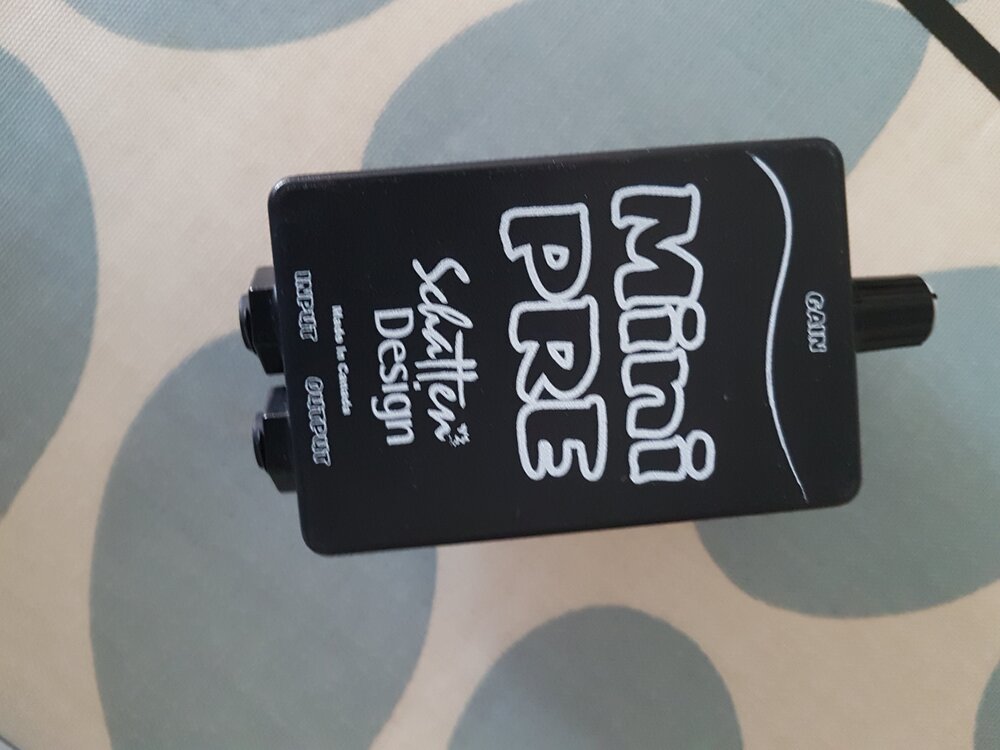 GAIN
Mini
PRE
Schatten
Design
Made In Canada
INPUT
OUTPUT